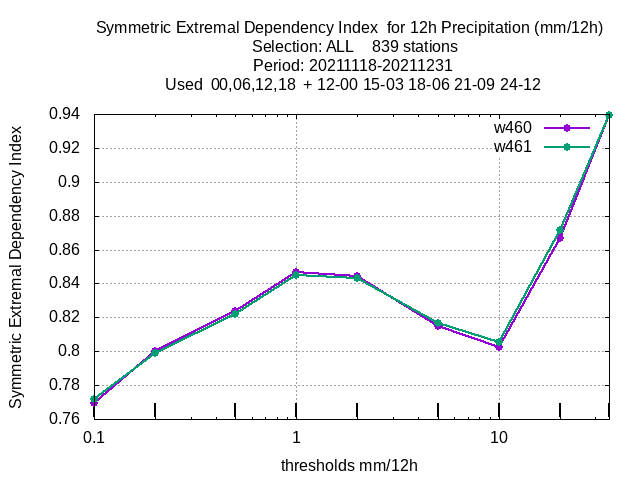 Symmetric Extremal Dependency Index  for 12h Precipitation (mm/12h)
Selection: ALL    839 stations
Period: 20211118-20211231
Used  00,06,12,18  + 12-00 15-03 18-06 21-09 24-12
w460
w461
Symmetric Extremal Dependency Index
0.94
0.92
0.9
0.88
0.86
0.84
0.82
0.8
0.78
0.76
0.1 1 10
thresholds mm/12h